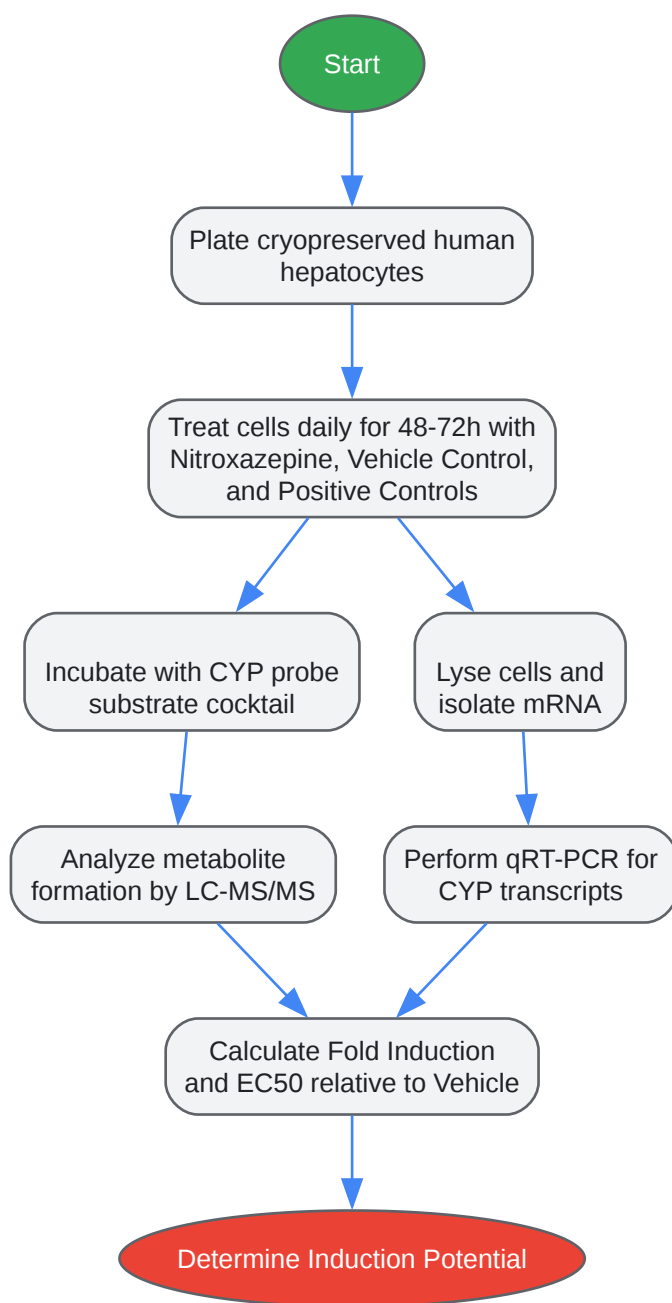 Start
Plate cryopreserved human
hepatocytes
Treat cells daily for 48-72h with
Nitroxazepine, Vehicle Control,
and Positive Controls
Incubate with CYP probe
substrate cocktail
Lyse cells and
isolate mRNA
Analyze metabolite
formation by LC-MS/MS
Perform qRT-PCR for
CYP transcripts
Calculate Fold Induction
and EC50 relative to Vehicle
Determine Induction Potential